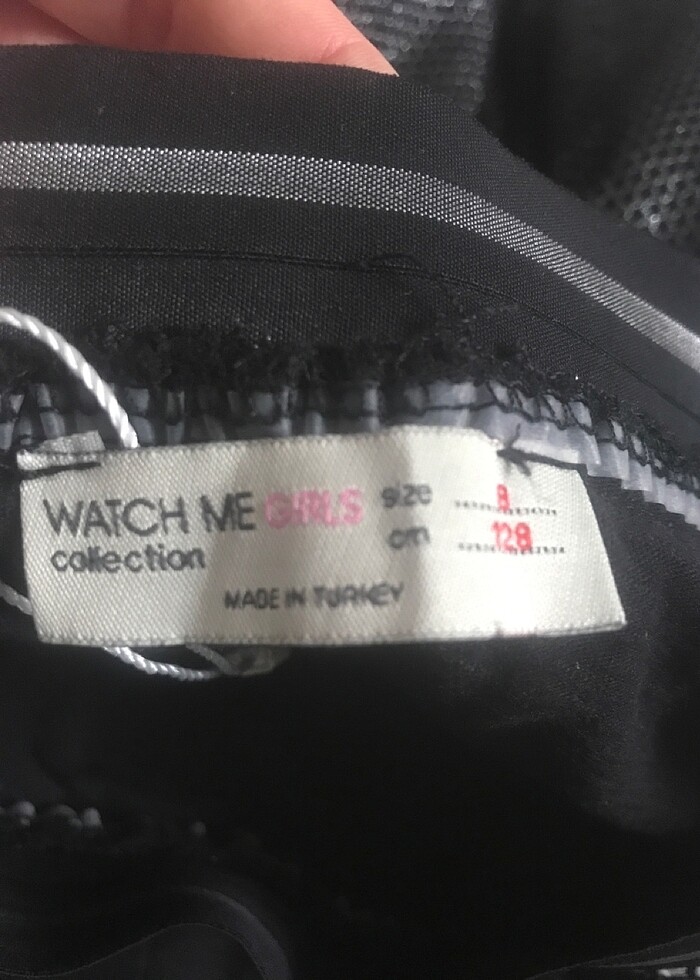 WATCH ME GIRLS
collection
size 8
cm 128
MADE IN TURKEY